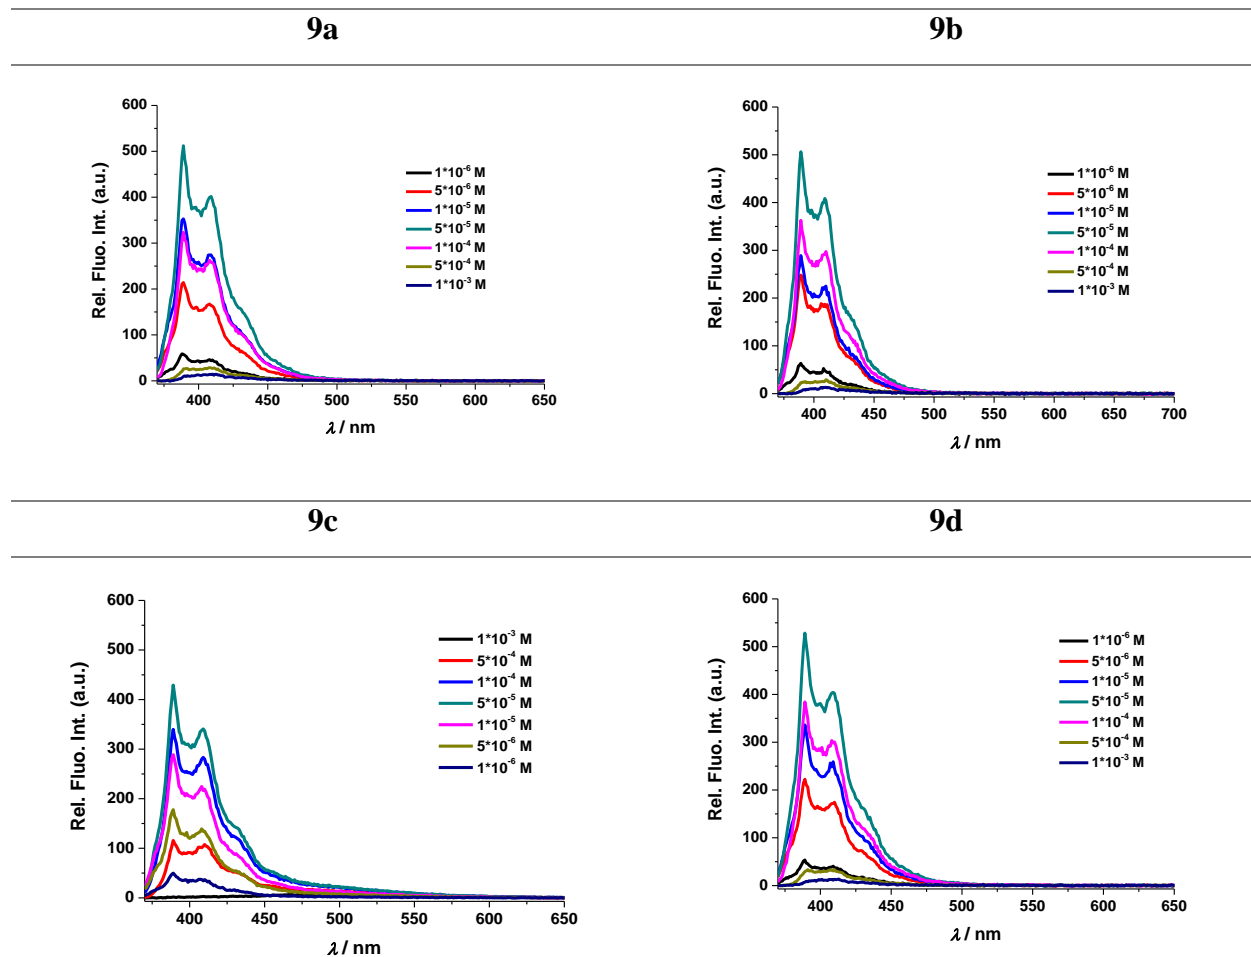 9a
9b
600
500
400
300
200
100
0
Rel. Fluo. Int. (a.u.)
1*10⁻⁶ M
5*10⁻⁶ M
1*10⁻⁵ M
5*10⁻⁵ M
1*10⁻⁴ M
5*10⁻⁴ M
1*10⁻³ M
400 450 500 550 600 650
λ / nm
600
500
400
300
200
100
0
Rel. Fluo. Int. (a.u.)
1*10⁻⁶ M
5*10⁻⁶ M
1*10⁻⁵ M
5*10⁻⁵ M
1*10⁻⁴ M
5*10⁻⁴ M
1*10⁻³ M
400 450 500 550 600 650 700
λ / nm
9c
9d
600
500
400
300
200
100
0
Rel. Fluo. Int. (a.u.)
1*10⁻³ M
5*10⁻⁴ M
1*10⁻⁴ M
5*10⁻⁵ M
1*10⁻⁵ M
5*10⁻⁶ M
1*10⁻⁶ M
400 450 500 550 600 650
λ / nm
600
500
400
300
200
100
0
Rel. Fluo. Int. (a.u.)
1*10⁻⁶ M
5*10⁻⁶ M
1*10⁻⁵ M
5*10⁻⁵ M
1*10⁻⁴ M
5*10⁻⁴ M
1*10⁻³ M
400 450 500 550 600 650
λ / nm